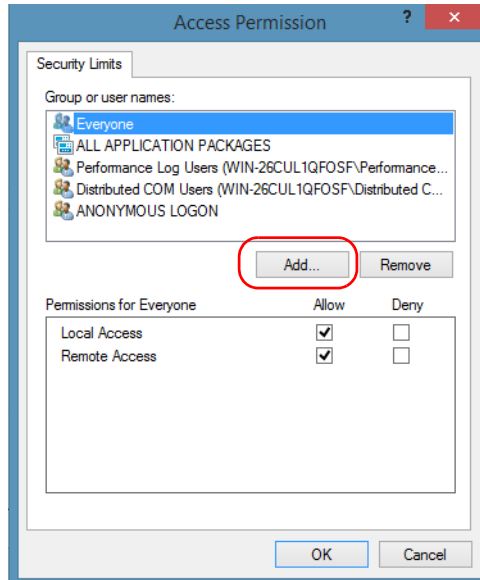 Access Permission ?
Security Limits
Group or user names:
Everyone
ALL APPLICATION PACKAGES
Performance Log Users (WIN-26CUL1QFOSF\Performance...
Distributed COM Users (WIN-26CUL1QFOSF\Distributed C...
ANONYMOUS LOGON
Add... Remove
Permissions for Everyone Allow Deny
Local Access
Remote Access
OK Cancel